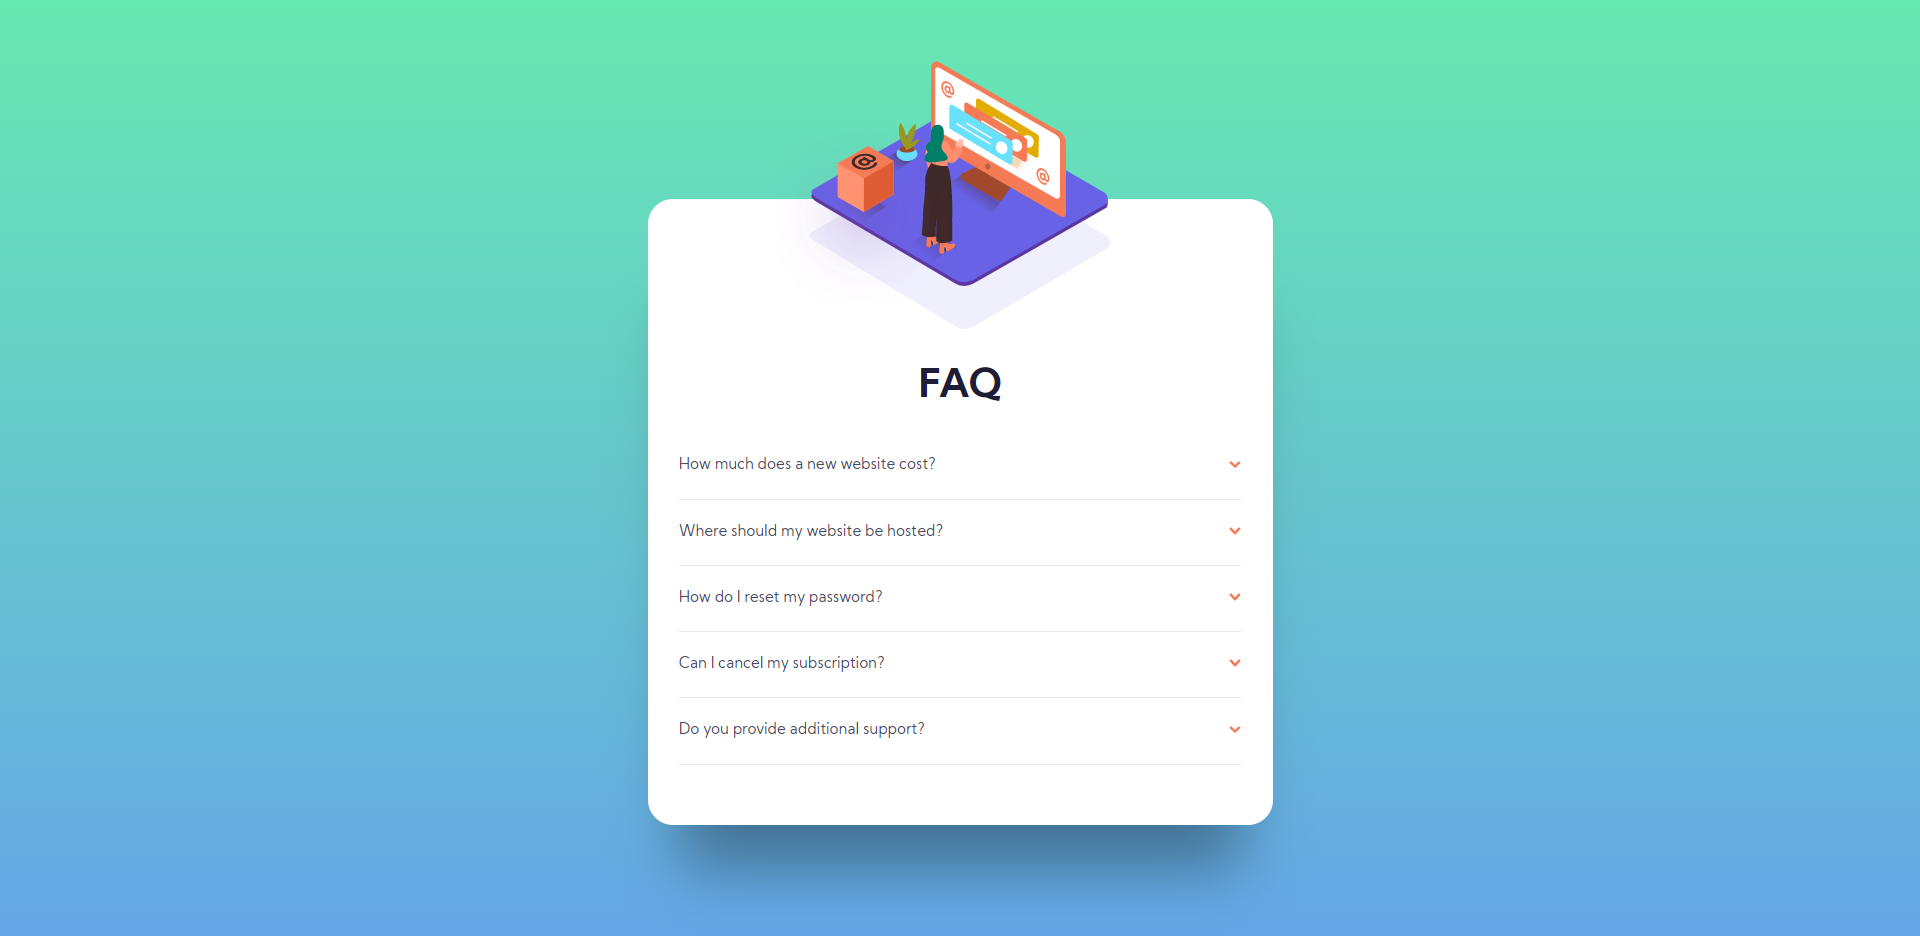 @
@
@
FAQ
How much does a new website cost?
Where should my website be hosted?
How do I reset my password?
Can I cancel my subscription?
Do you provide additional support?